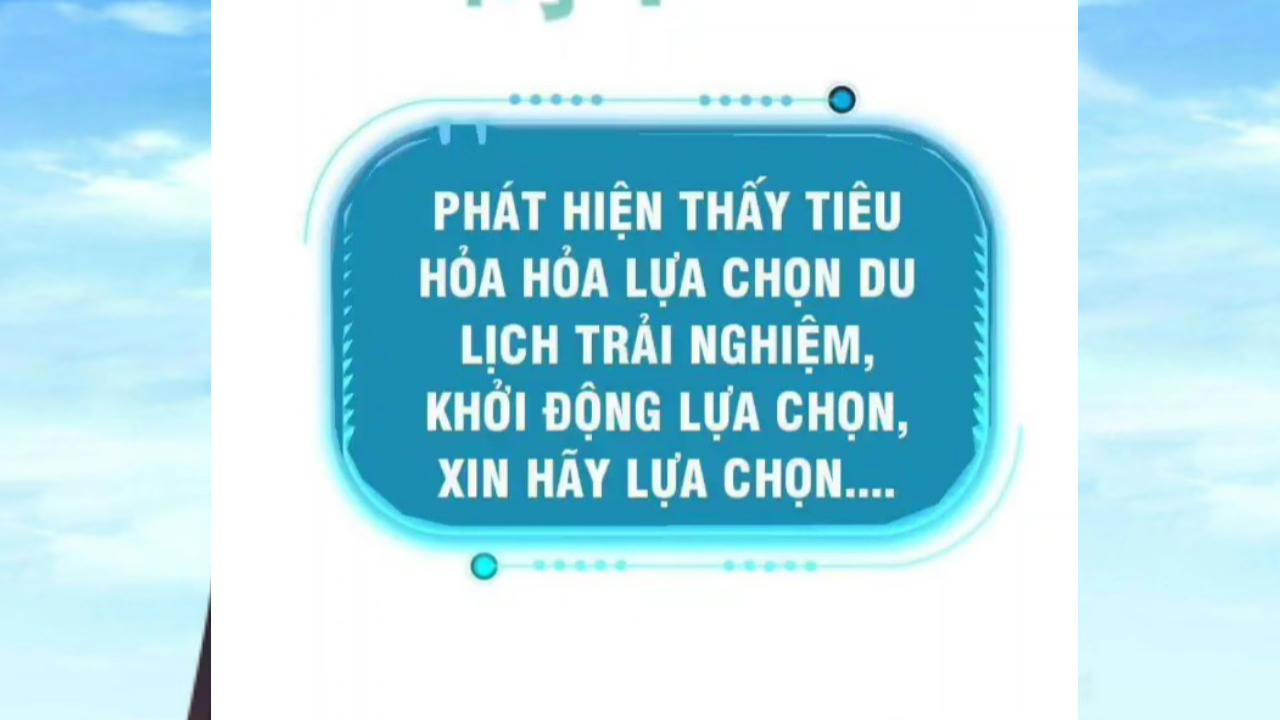 PHÁT HIỆN THẤY TIÊU
HỎA HỎA LỰA CHỌN DU
LỊCH TRẢI NGHIỆM,
KHỞI ĐỘNG LỰA CHỌN,
XIN HÃY LỰA CHỌN....